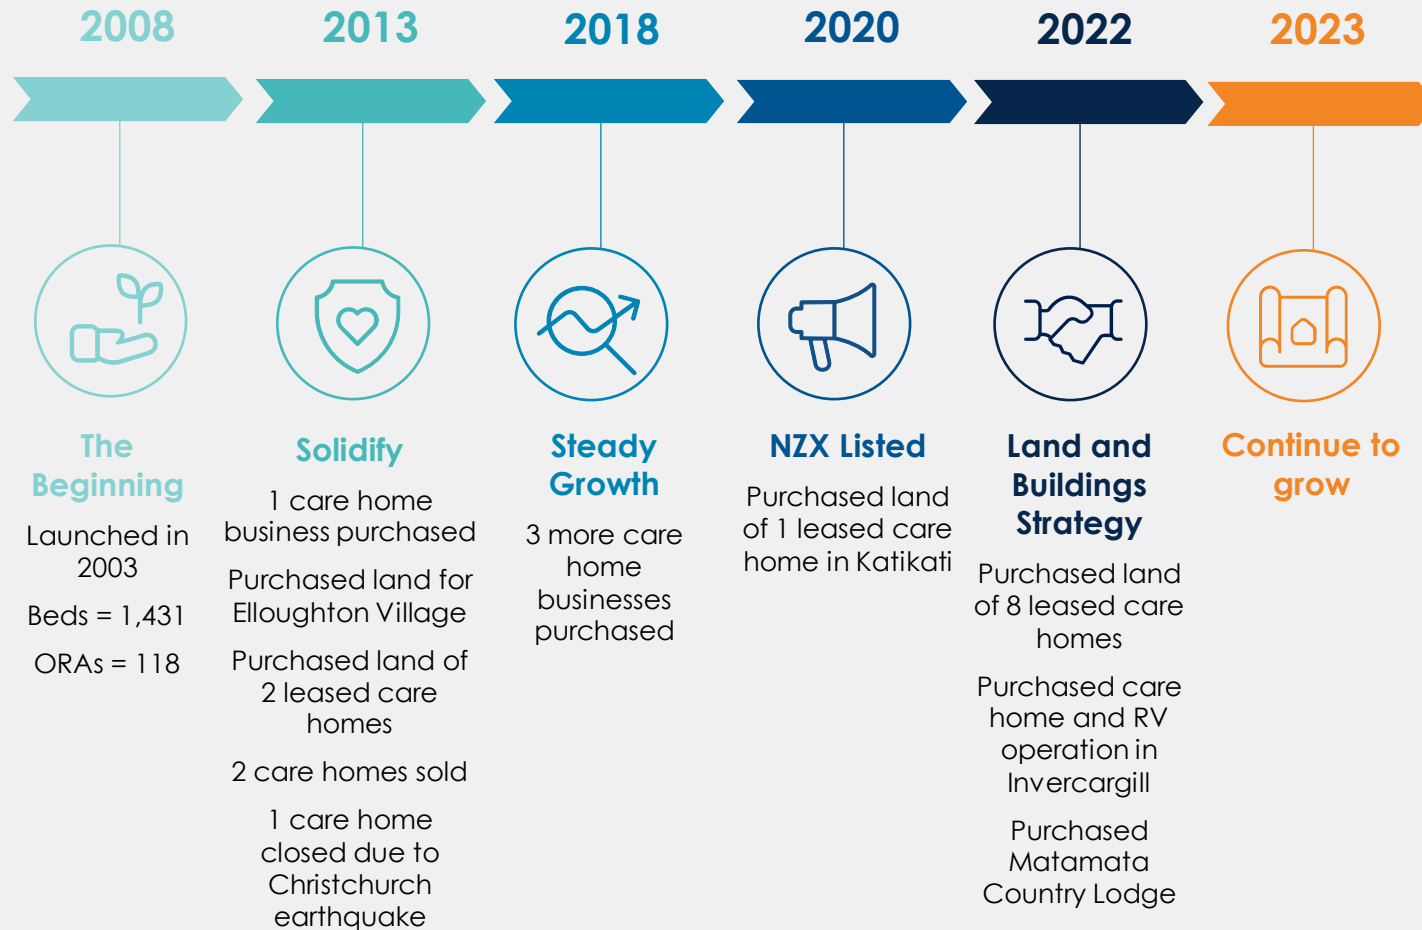 2008
2013
2018
2020
2022
2023
The
Beginning
Launched in
2003
Beds = 1,431
ORAs = 118
Solidify
1 care home
business purchased
Purchased land for
Elloughton Village
Purchased land of
2 leased care
homes
2 care homes sold
1 care home
closed due to
Christchurch
earthquake
Steady
Growth
3 more care
home
businesses
purchased
NZX Listed
Purchased land
of 1 leased care
home in Katikati
Land and
Buildings
Strategy
Purchased land
of 8 leased care
homes
Purchased care
home and RV
operation in
Invercargill
Purchased
Matamata
Country Lodge
Continue to
grow